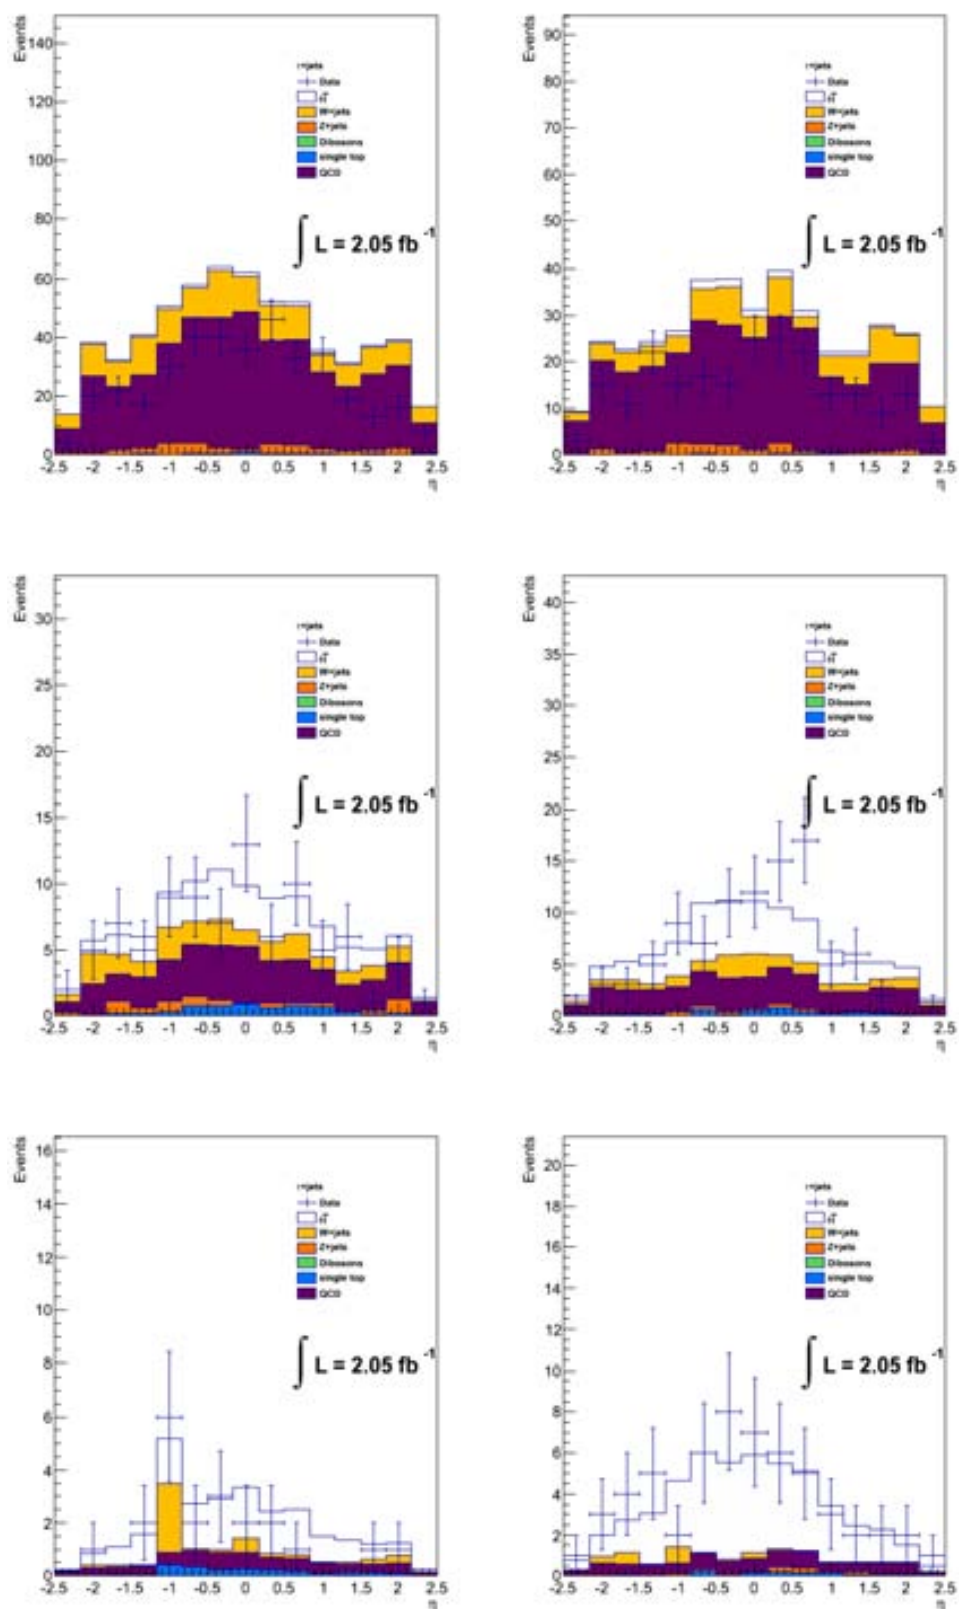 Events
140
120
100
80
60
40
20
0
-2.5 -2 -1.5 -1 -0.5 0 0.5 1 1.5 2 2.5
τ+jets
Data
tt̄
W+jets
Z+jets
Dibosons
single top
QCD
∫ L = 2.05 fb⁻¹
Events
90
80
70
60
50
40
30
20
10
0
-2.5 -2 -1.5 -1 -0.5 0 0.5 1 1.5 2 2.5
τ+jets
Data
tt̄
W+jets
Z+jets
Dibosons
single top
QCD
∫ L = 2.05 fb⁻¹
Events
30
25
20
15
10
5
0
-2.5 -2 -1.5 -1 -0.5 0 0.5 1 1.5 2 2.5
τ+jets
Data
tt̄
W+jets
Z+jets
Dibosons
single top
QCD
∫ L = 2.05 fb⁻¹
Events
40
35
30
25
20
15
10
5
0
-2.5 -2 -1.5 -1 -0.5 0 0.5 1 1.5 2 2.5
τ+jets
Data
tt̄
W+jets
Z+jets
Dibosons
single top
QCD
∫ L = 2.05 fb⁻¹
Events
16
14
12
10
8
6
4
2
0
-2.5 -2 -1.5 -1 -0.5 0 0.5 1 1.5 2 2.5
τ+jets
Data
tt̄
W+jets
Z+jets
Dibosons
single top
QCD
∫ L = 2.05 fb⁻¹
Events
20
18
16
14
12
10
8
6
4
2
0
-2.5 -2 -1.5 -1 -0.5 0 0.5 1 1.5 2 2.5
τ+jets
Data
tt̄
W+jets
Z+jets
Dibosons
single top
QCD
∫ L = 2.05 fb⁻¹